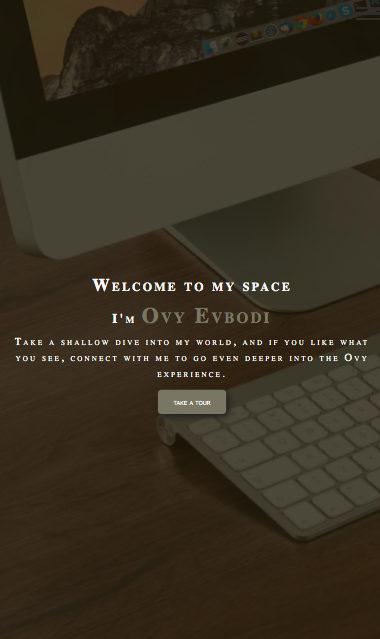 Welcome to my space
I'm Ovy Evbodi
Take a shallow dive into my world, and if you like what
you see, connect with me to go even deeper into the Ovy
experience.
TAKE A TOUR